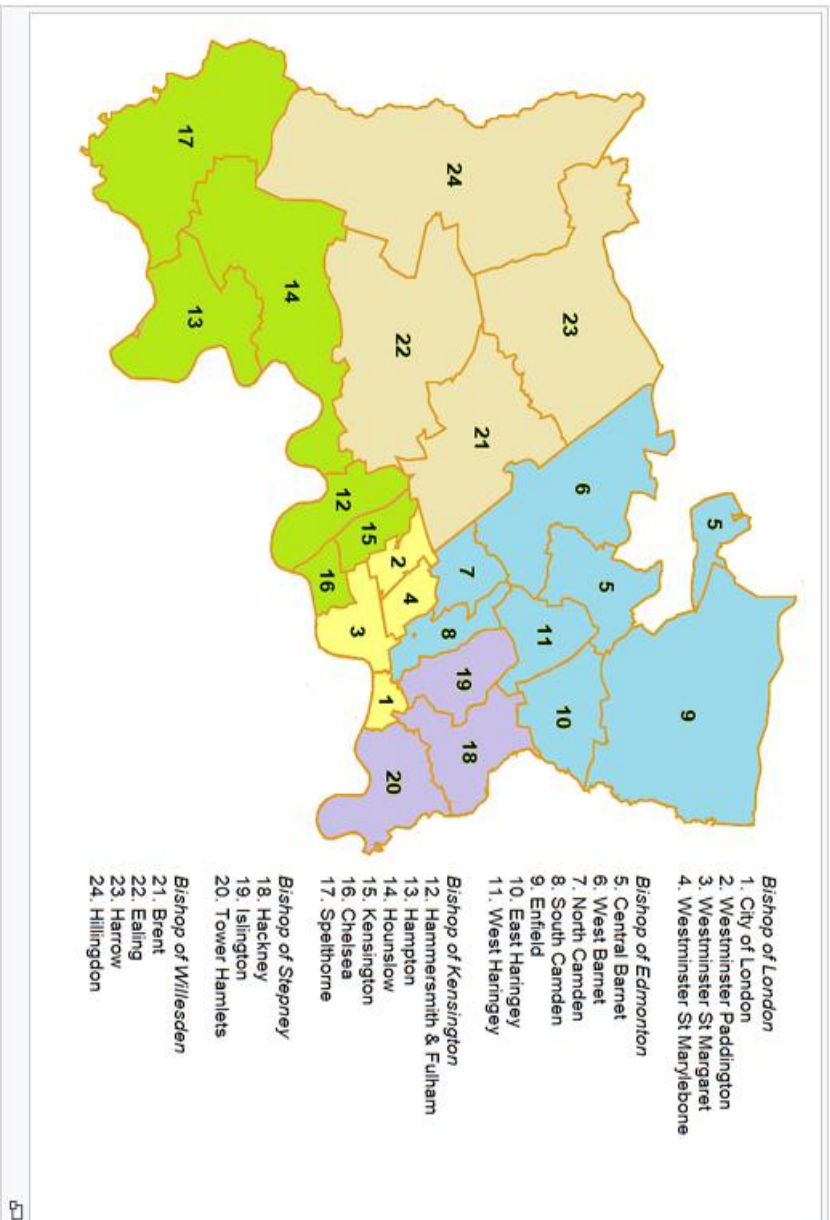 Bishop of London
1. City of London
2. Westminster Paddington
3. Westminster St Margaret
4. Westminster St Marylebone
Bishop of Edmonton
5. Central Barnet
6. West Barnet
7. North Camden
8. South Camden
9. Enfield
10. East Haringey
11. West Haringey
Bishop of Kensington
12. Hammersmith & Fulham
13. Hampton
14. Hounslow
15. Kensington
16. Chelsea
17. Spelthorne
Bishop of Stepney
18. Hackney
19. Islington
20. Tower Hamlets
Bishop of Willesden
21. Brent
22. Ealing
23. Harrow
24. Hillingdon
5
9
23
6
5
11
10
24
21
7
8
19
18
22
2
4
3
1
20
14
12
15
16
17
13